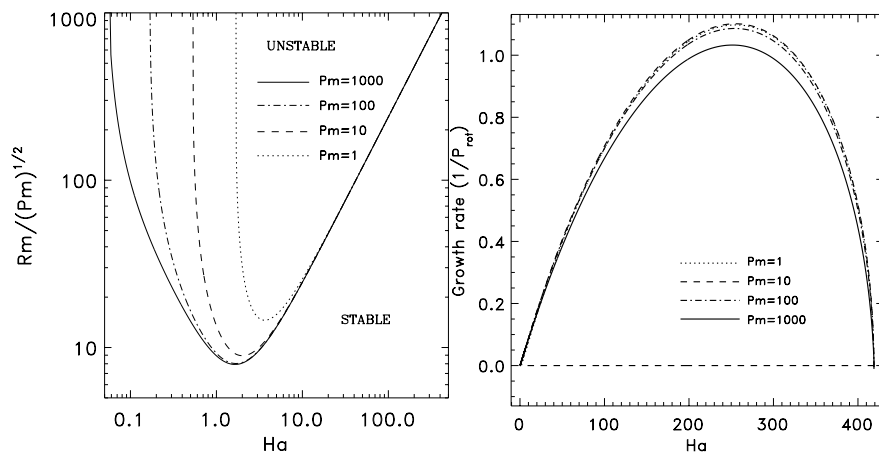 1000
100
10
Rm/(Pm)^1/2
UNSTABLE
Pm=1000
Pm=100
Pm=10
Pm=1
STABLE
0.1 1.0 10.0 100.0
Ha
1.0
0.8
0.6
0.4
0.2
0.0
Growth rate (1/P_rot)
Pm=1
Pm=10
Pm=100
Pm=1000
0 100 200 300 400
Ha